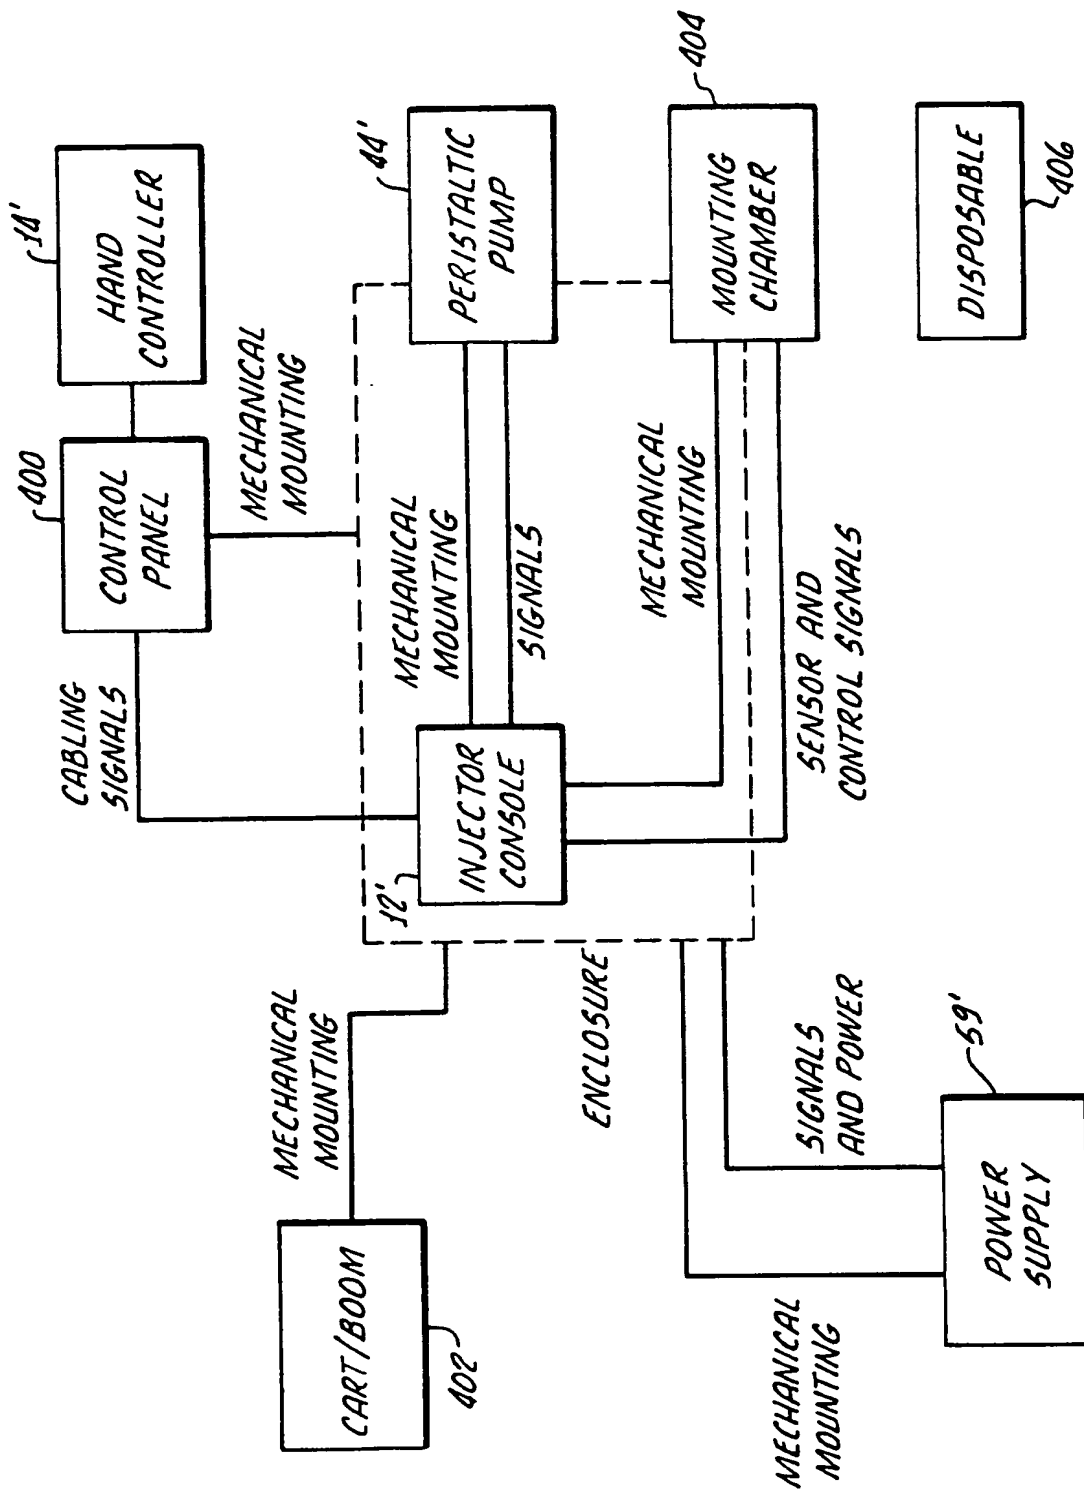 14'
HAND
CONTROLLER
400
CONTROL
PANEL
MECHANICAL
MOUNTING
CABLING
SIGNALS
44'
PERISTALTIC
PUMP
MECHANICAL
MOUNTING
SIGNALS
12'
INJECTOR
CONSOLE
404
MOUNTING
CHAMBER
MECHANICAL
MOUNTING
SENSOR AND
CONTROL SIGNALS
DISPOSABLE
406
ENCLOSURE
MECHANICAL
MOUNTING
CART/BOOM
402
SIGNALS
AND POWER
59'
POWER
SUPPLY
MECHANICAL
MOUNTING